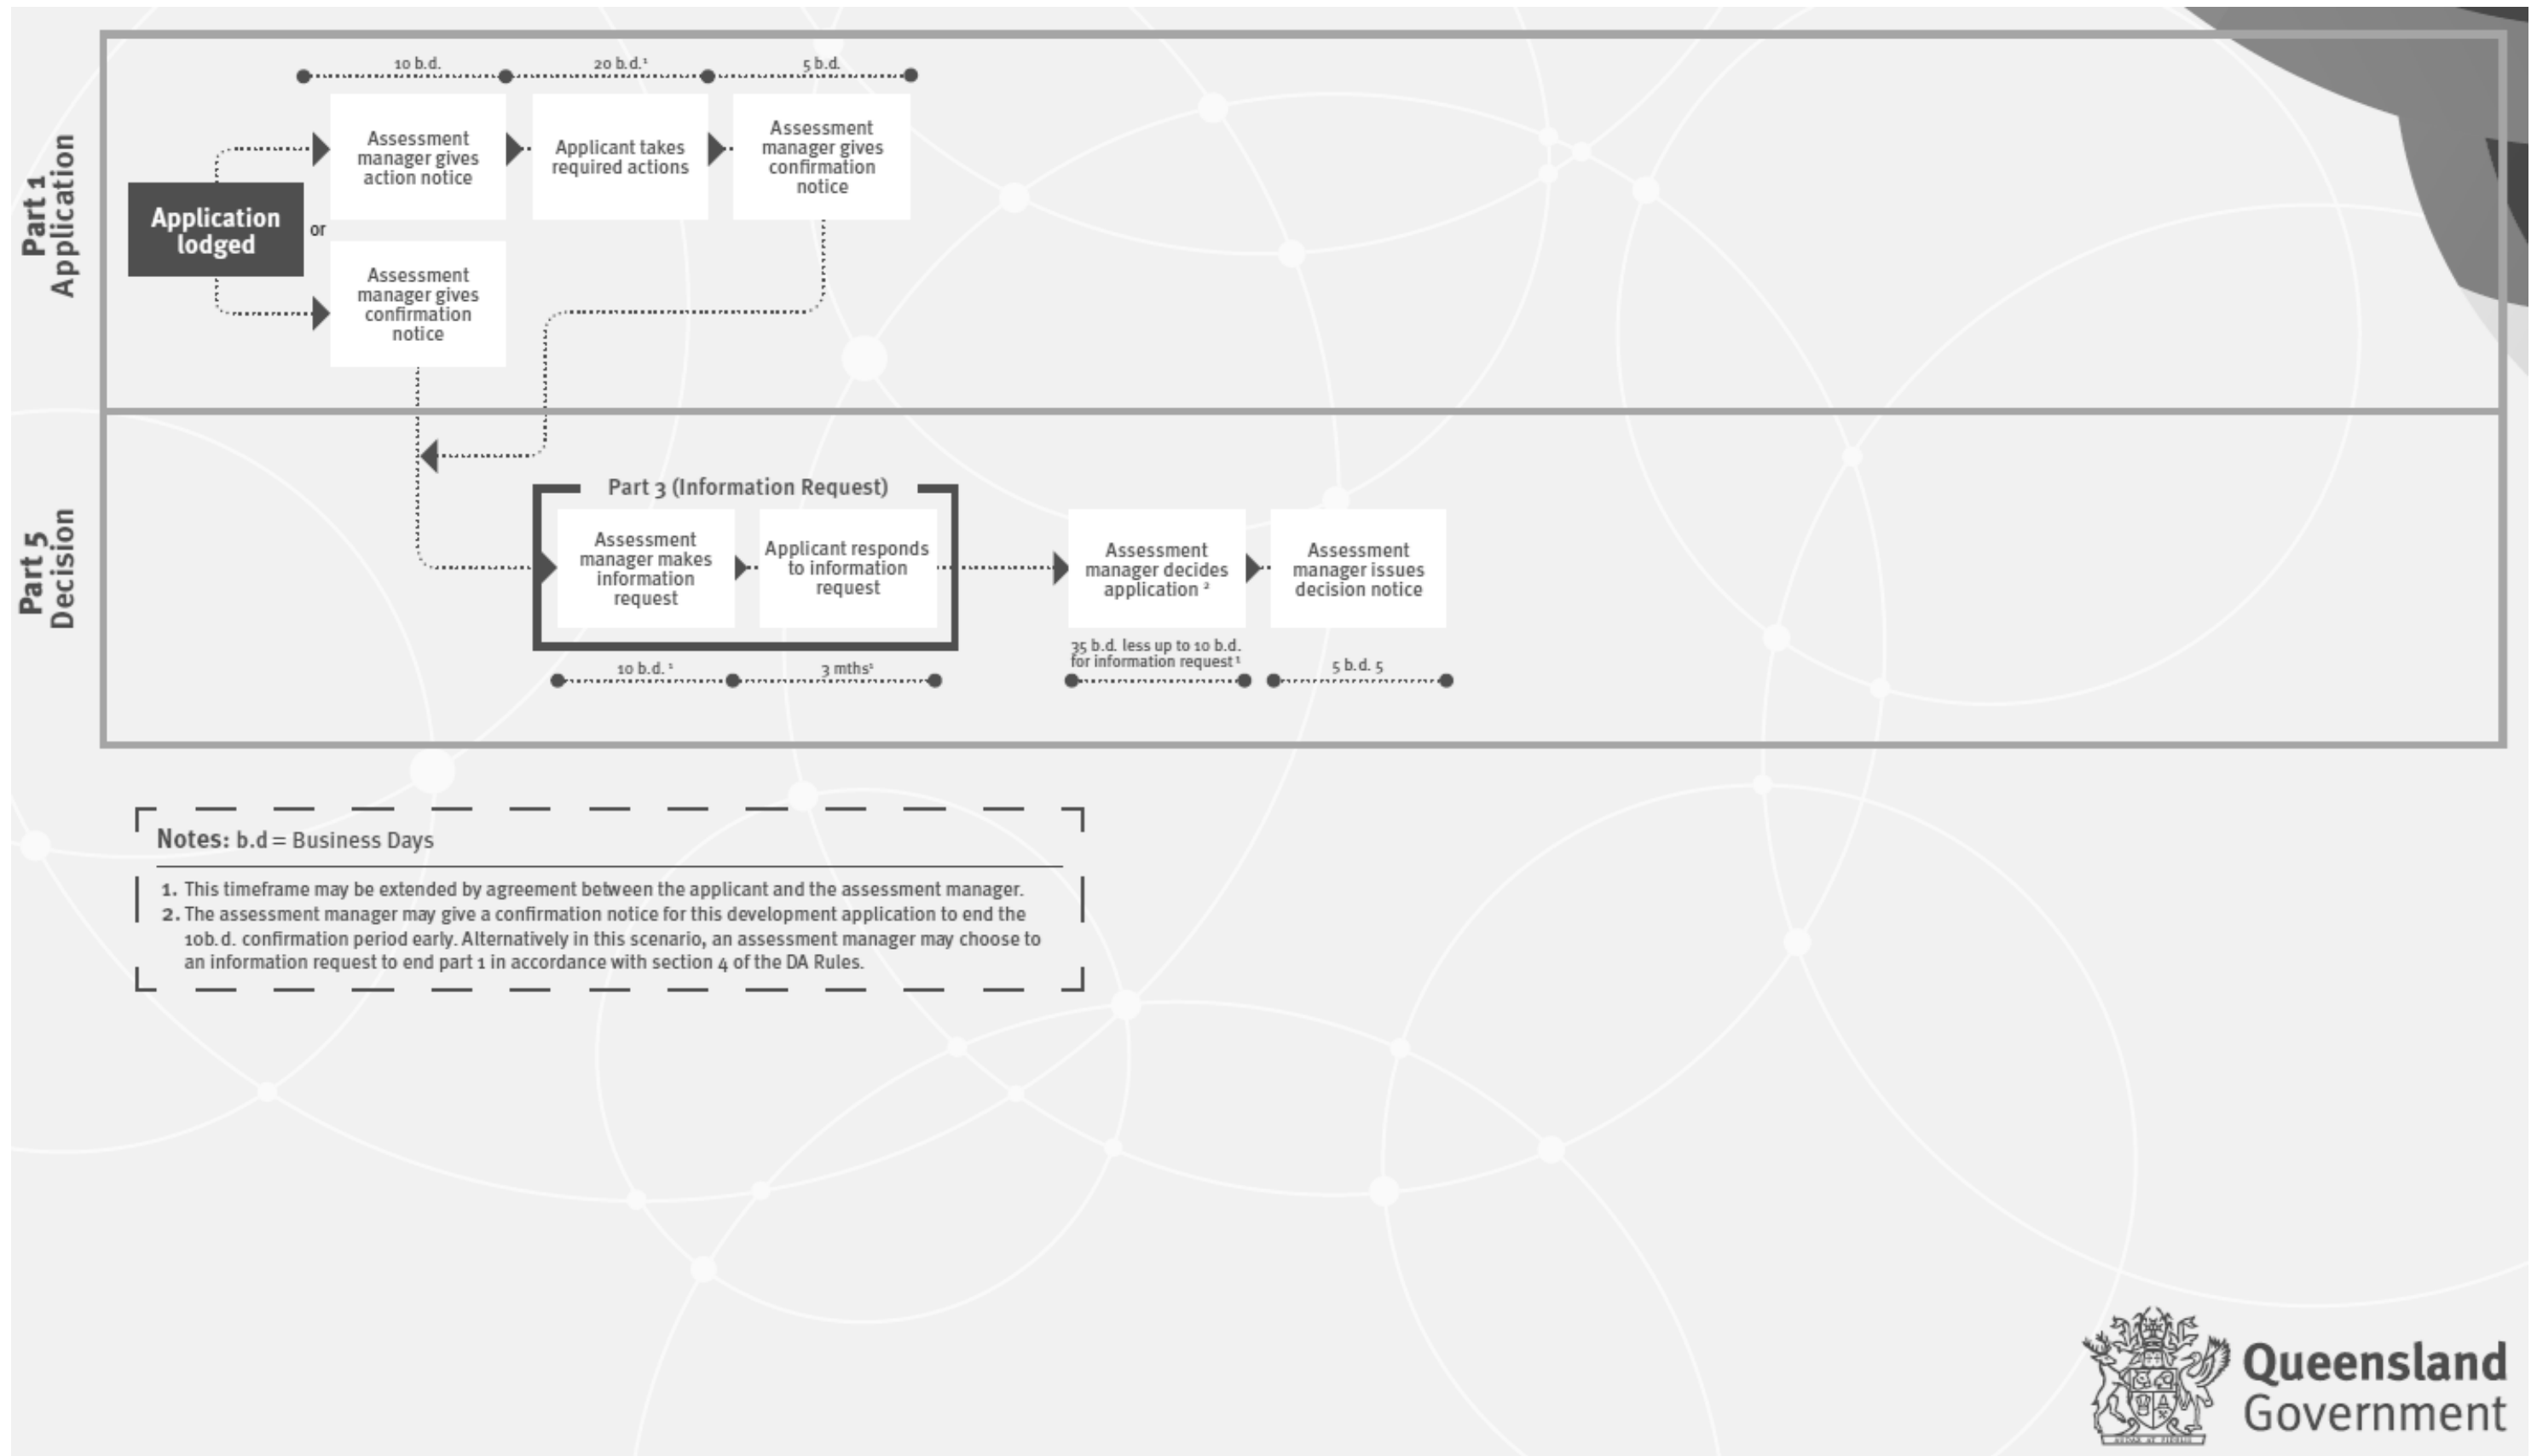 Part 1
Application
10 b.d.
20 b.d.¹
5 b.d.
Application
lodged
or
Assessment
manager gives
action notice
Applicant takes
required actions
Assessment
manager gives
confirmation
notice
Assessment
manager gives
confirmation
notice
Part 5
Decision
Part 3 (Information Request)
Assessment
manager makes
information
request
Applicant responds
to information
request
Assessment
manager decides
application ²
Assessment
manager issues
decision notice
10 b.d. ¹
3 mths¹
35 b.d. less up to 10 b.d.
for information request¹
5 b.d. 5
Notes: b.d = Business Days
1. This timeframe may be extended by agreement between the applicant and the assessment manager.
2. The assessment manager may give a confirmation notice for this development application to end the
10b.d. confirmation period early. Alternatively in this scenario, an assessment manager may choose to
an information request to end part 1 in accordance with section 4 of the DA Rules.
Queensland
Government